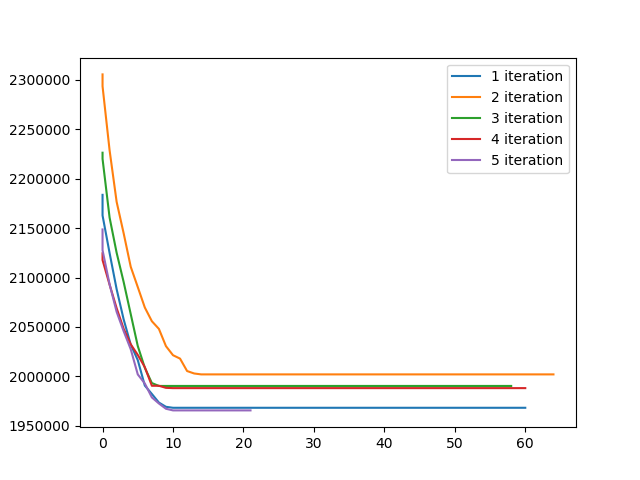 2300000
2250000
2200000
2150000
2100000
2050000
2000000
1950000
0 10 20 30 40 50 60
1 iteration
2 iteration
3 iteration
4 iteration
5 iteration